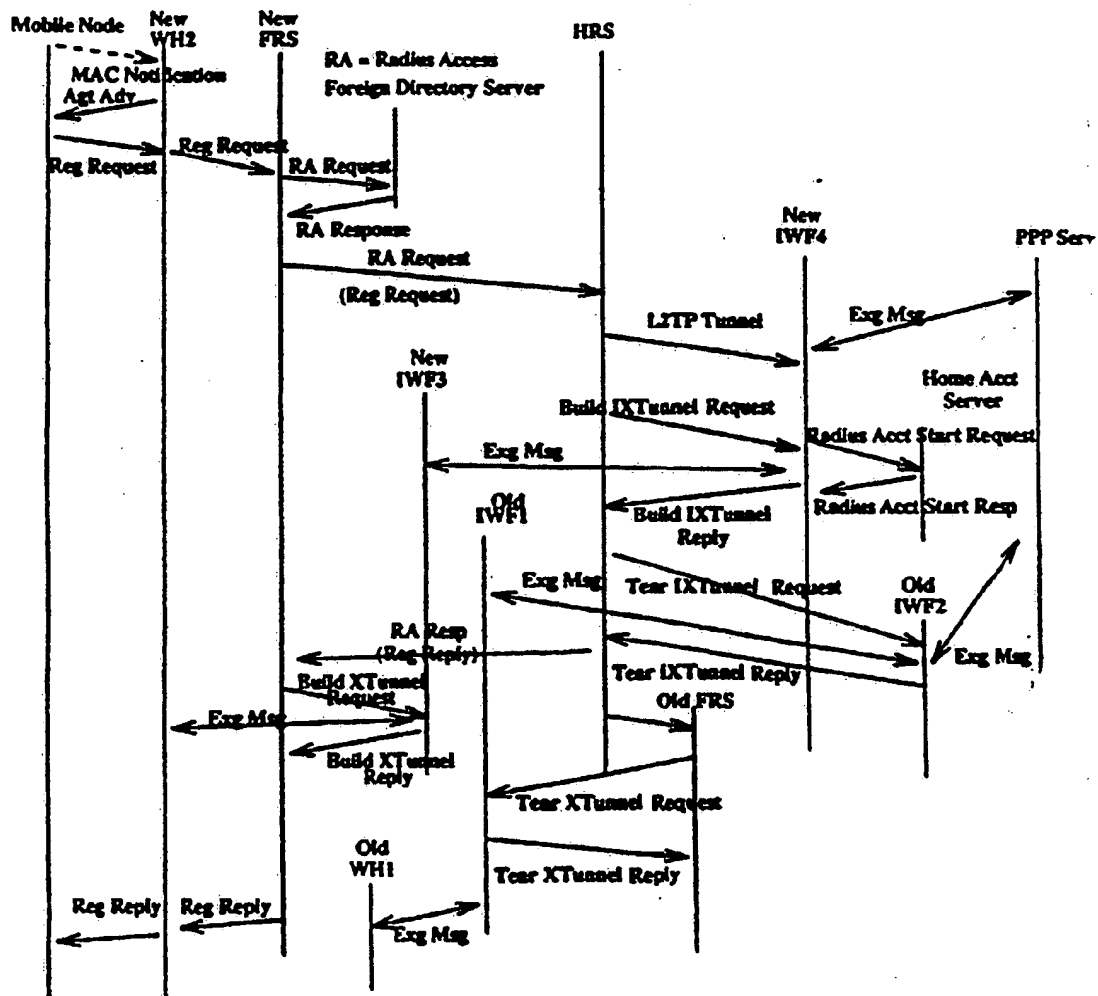 Mobile Node
New
WH2
New
FRS
HRS
RA = Radius Access
Foreign Directory Server
MAC Notification
Agt Adv
Reg Request
Reg Request
RA Request
RA Response
RA Request
(Reg Request)
New
IWF4
PPP Serv
L2TP Tunnel
Exg Msg
New
IWF3
Home Acct
Server
Build IXTunnel Request
Radius Acct Start Request
Exg Msg
Radius Acct Start Resp
Build IXTunnel
Reply
Old
IWF1
Exg Msg
Tear IXTunnel Request
Old
IWF2
RA Resp
(Reg Reply)
Exg Msg
Tear IXTunnel Reply
Build XTunnel
Request
Old FRS
Exg Msg
Build XTunnel
Reply
Tear XTunnel Request
Old
WH1
Tear XTunnel Reply
Reg Reply
Reg Reply
Exg Msg